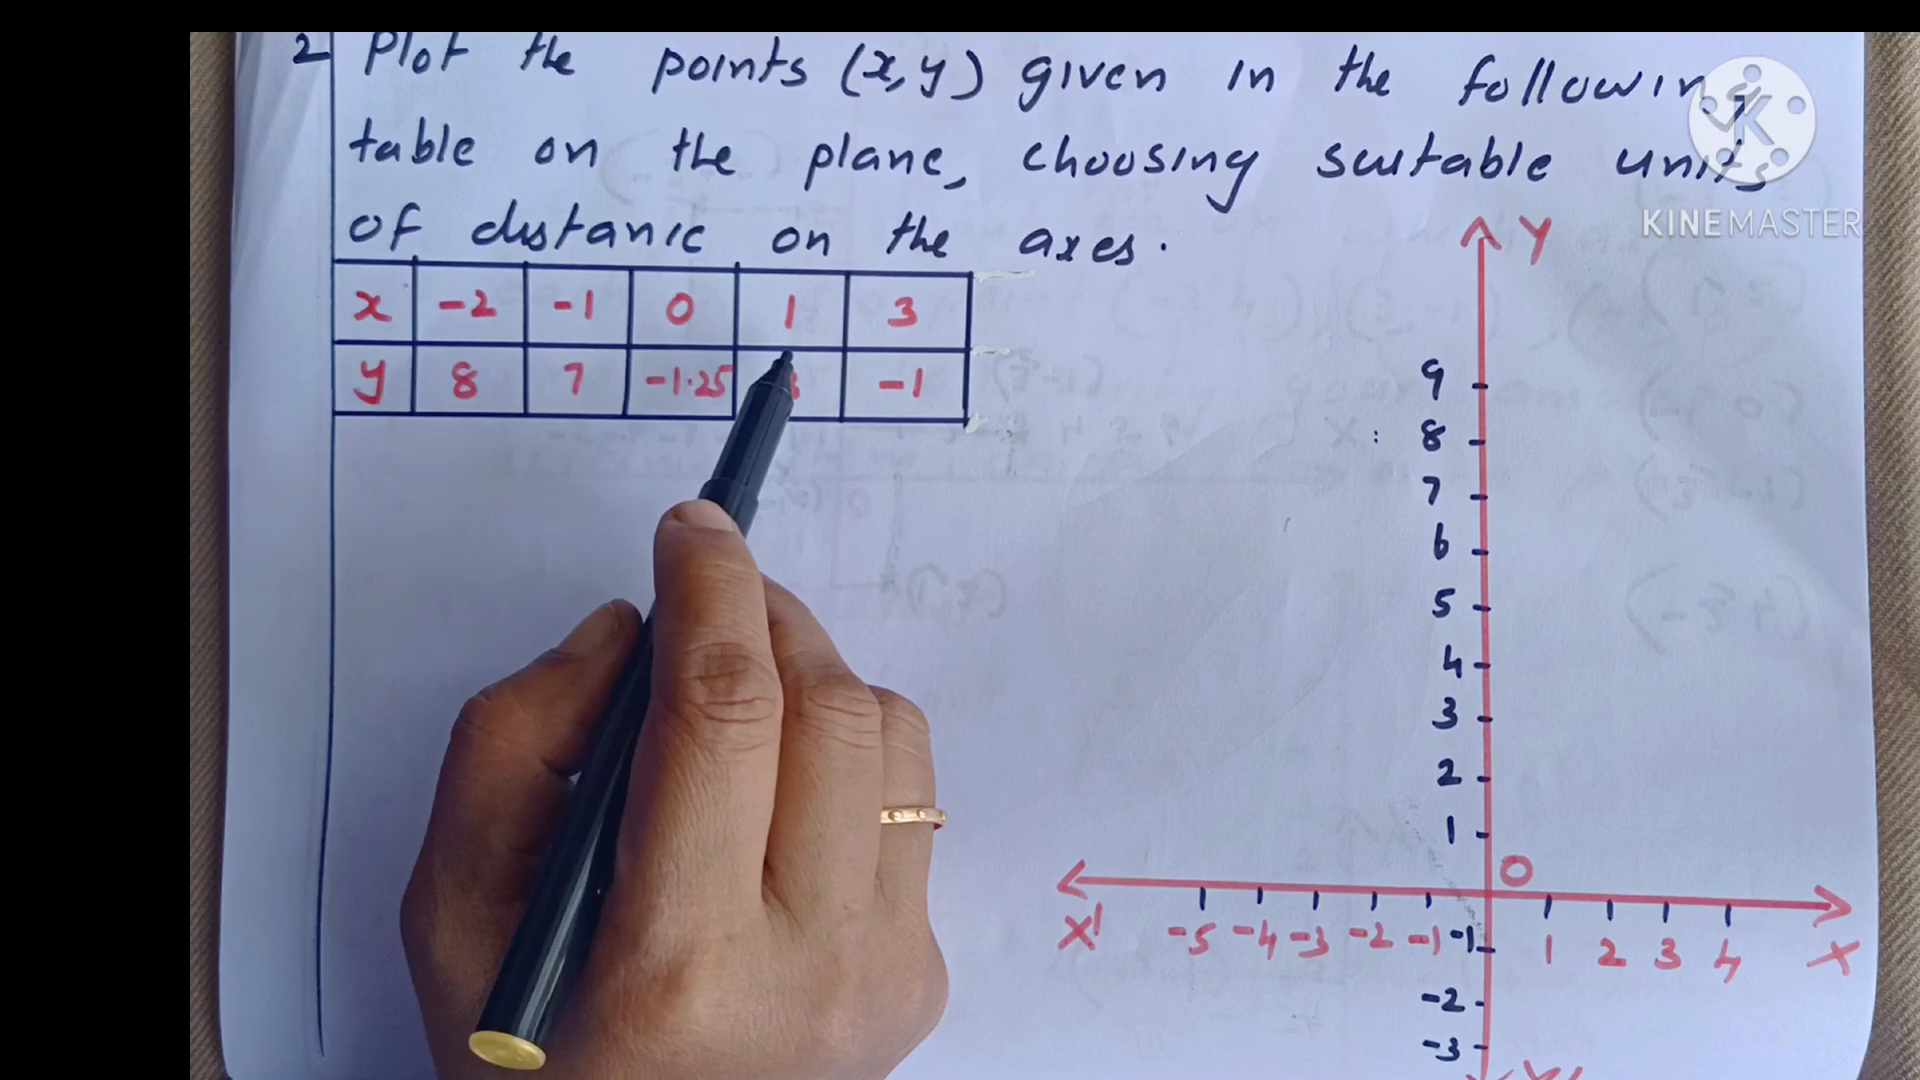 2 Plot the points (x,y) given in the following
table on the plane, choosing suitable units
of distance on the axes.
x -2 -1 0 1 3
y 8 7 -1.25 -1
KINEMASTER
Y
9
8
7
6
5
4
3
2
1
O
X' -5 -4 -3 -2 -1 -1 1 2 3 4 X
-2
-3